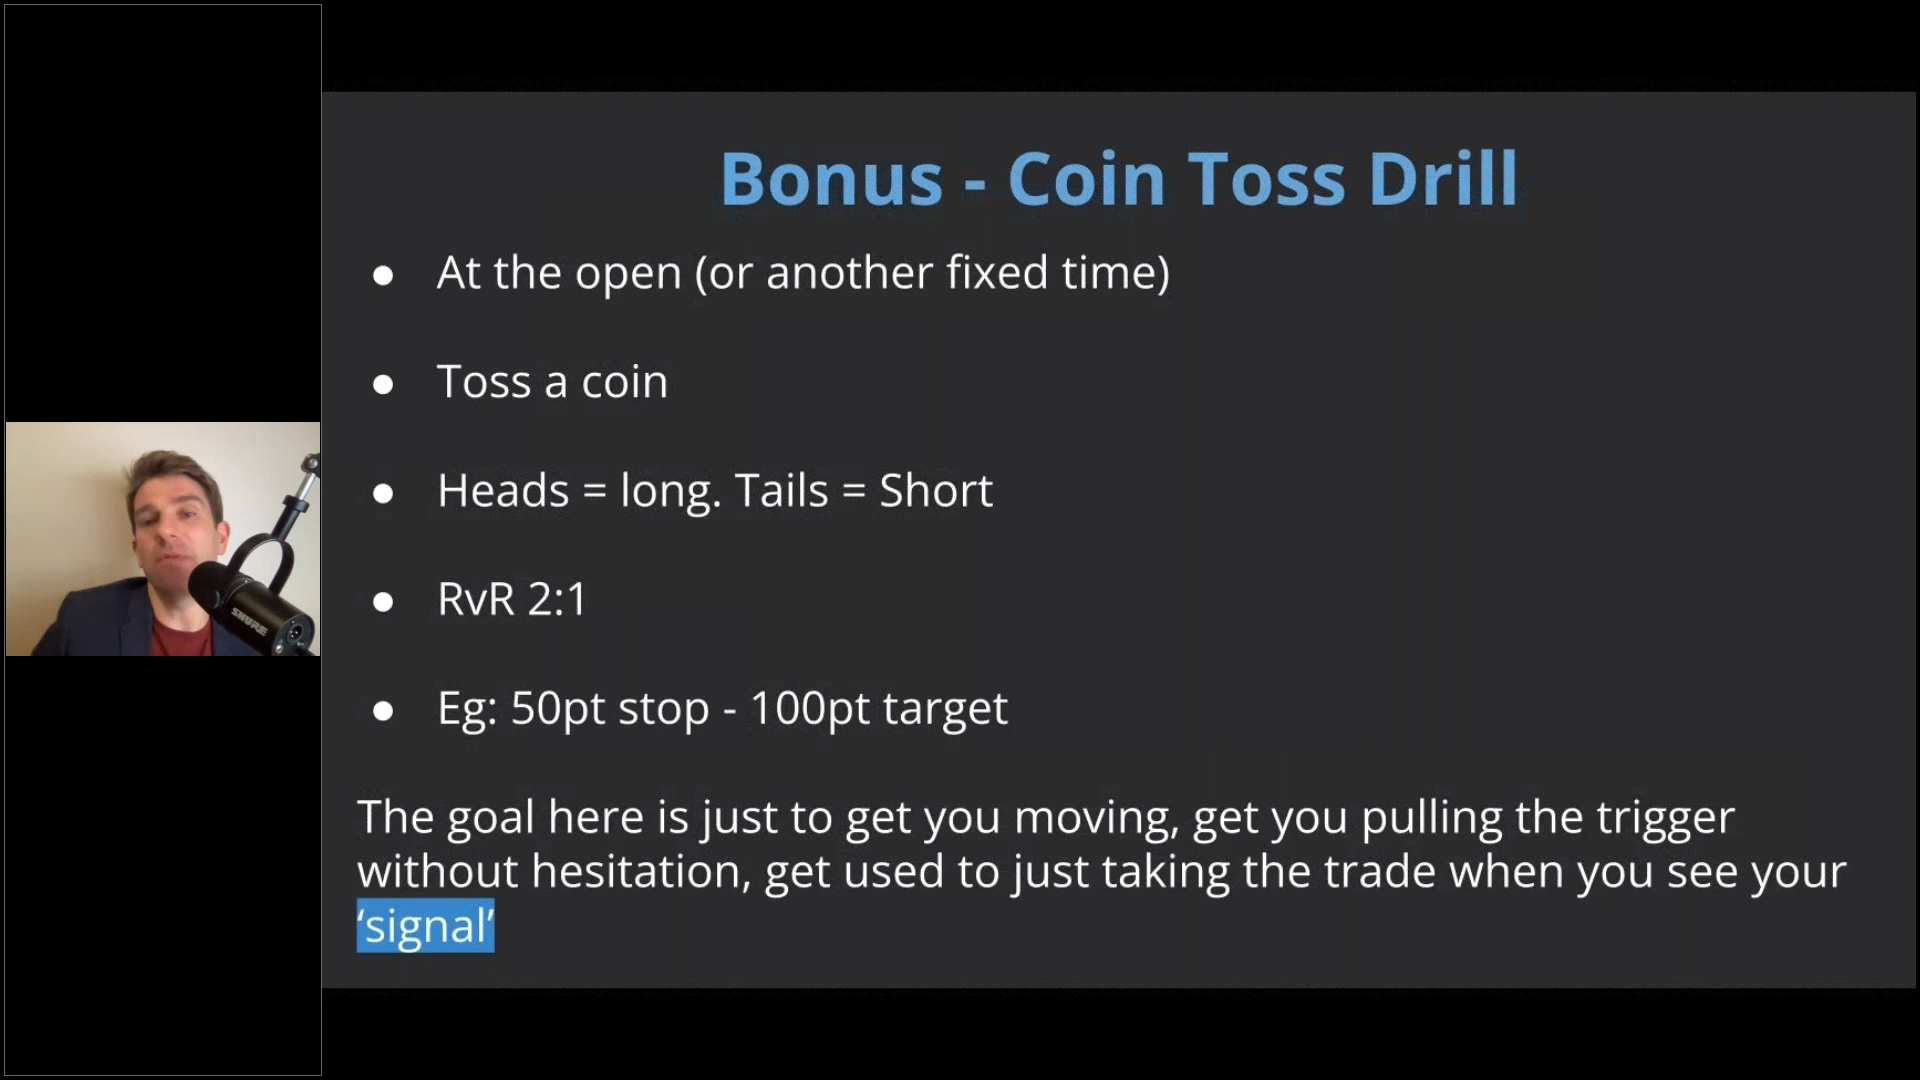 Bonus - Coin Toss Drill
● At the open (or another fixed time)
● Toss a coin
● Heads = long. Tails = Short
● RvR 2:1
● Eg: 50pt stop - 100pt target
The goal here is just to get you moving, get you pulling the trigger
without hesitation, get used to just taking the trade when you see your
‘signal’
SHURE